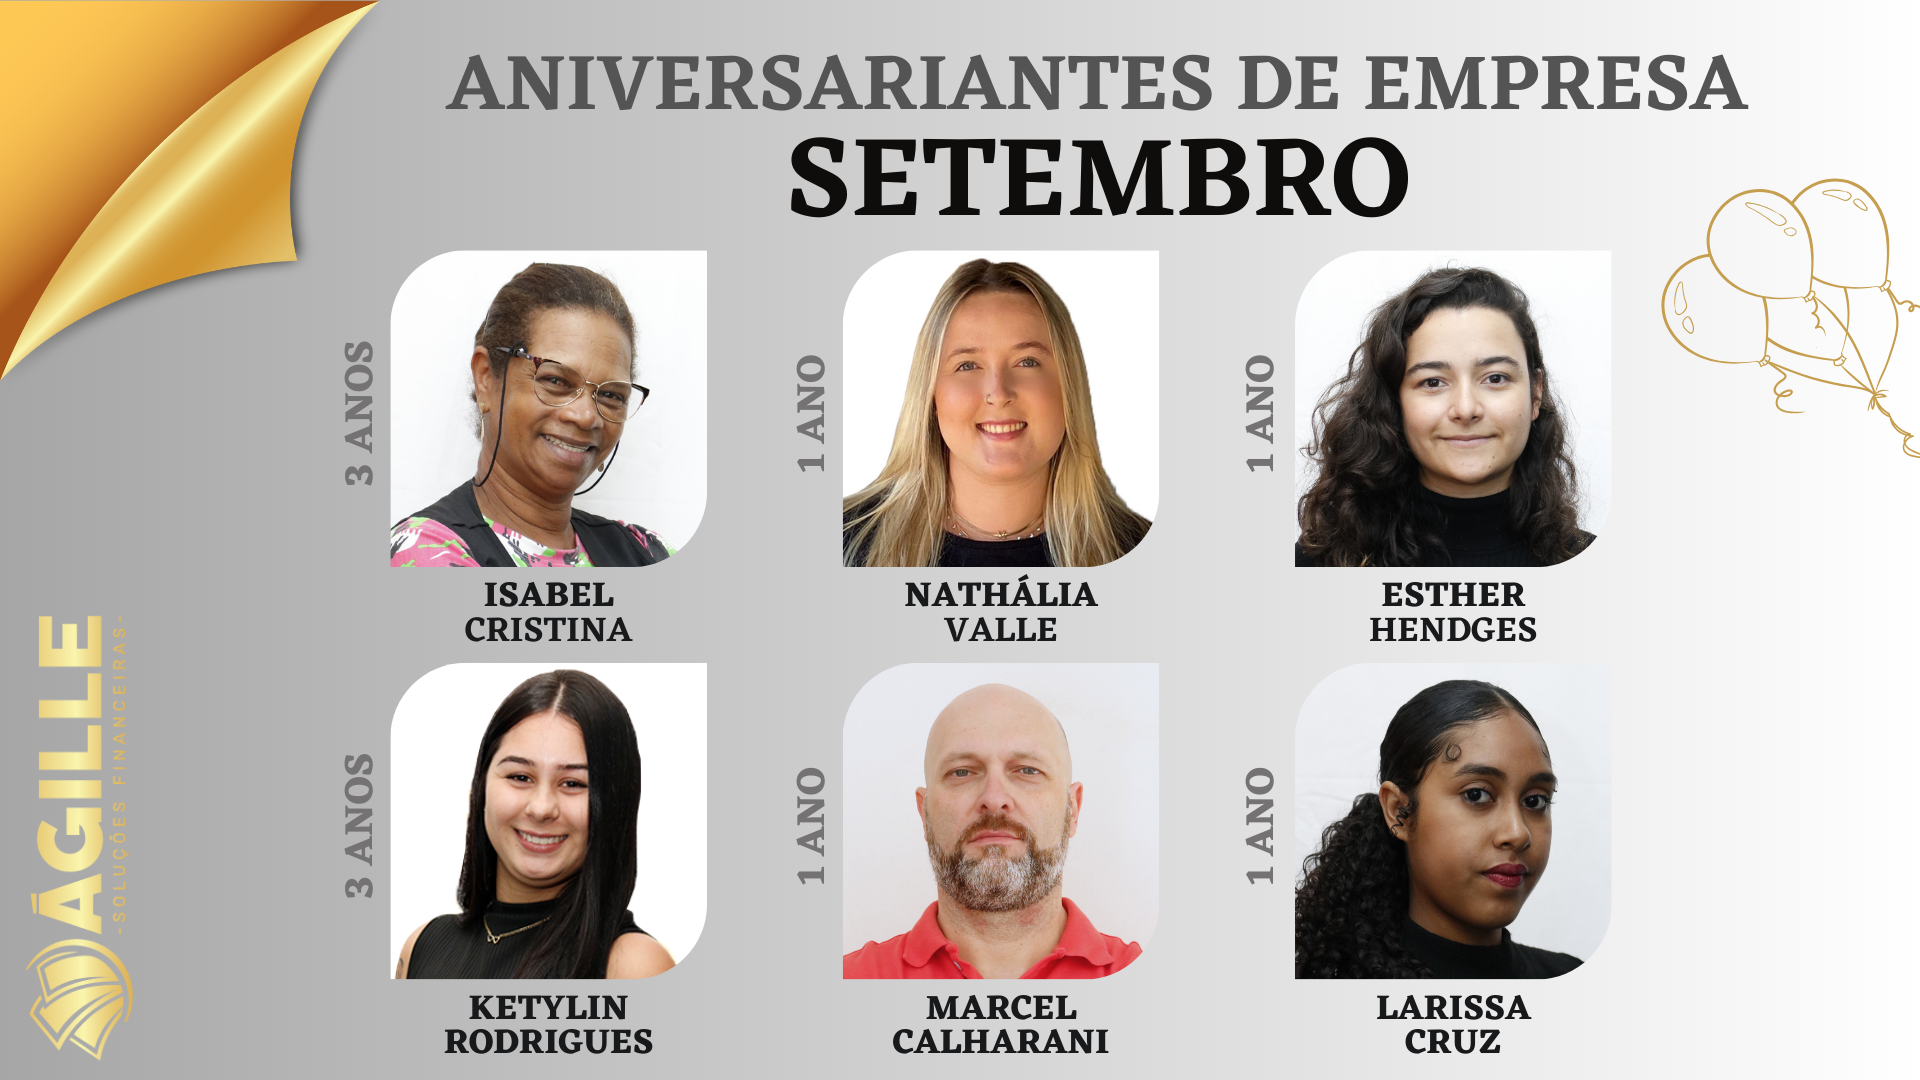 ANIVERSARIANTES DE EMPRESA
SETEMBRO
3 ANOS
ISABEL
CRISTINA
1 ANO
NATHÁLIA
VALLE
1 ANO
ESTHER
HENDGES
3 ANOS
KETYLIN
RODRIGUES
1 ANO
MARCEL
CALHARANI
1 ANO
LARISSA
CRUZ
ÁGILLE
-SOLUÇÕES FINANCEIRAS-